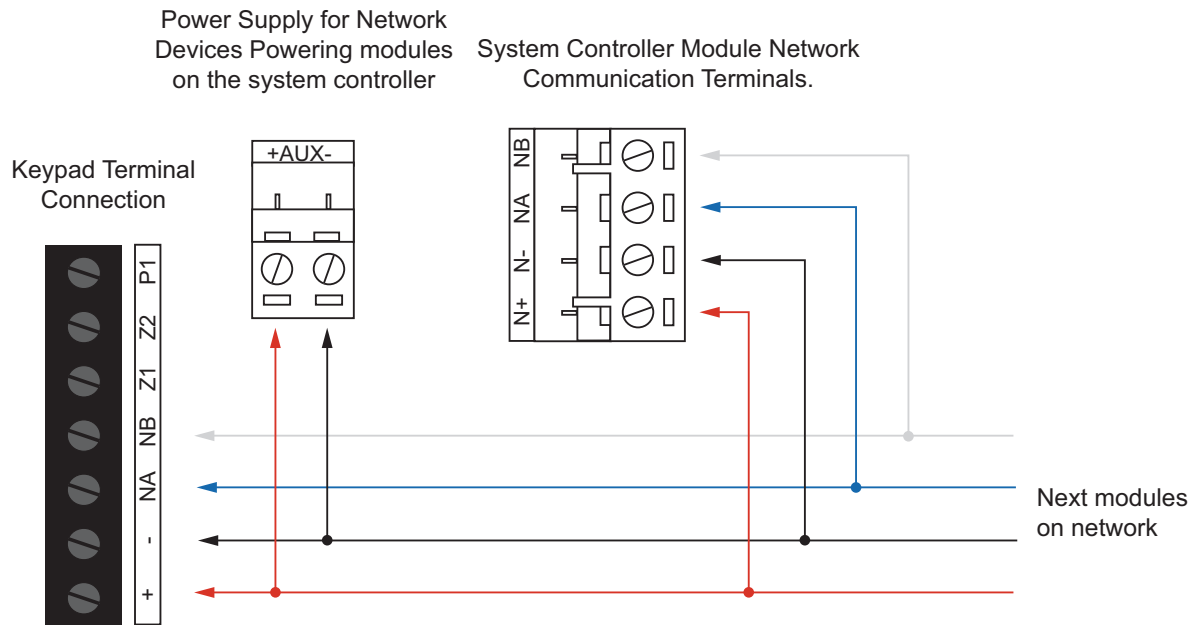 Power Supply for Network
Devices Powering modules
on the system controller
System Controller Module Network
Communication Terminals.
Keypad Terminal
Connection
+AUX-
NB
NA
N-
N+
P1
Z2
Z1
NB
NA
-
+
Next modules
on network